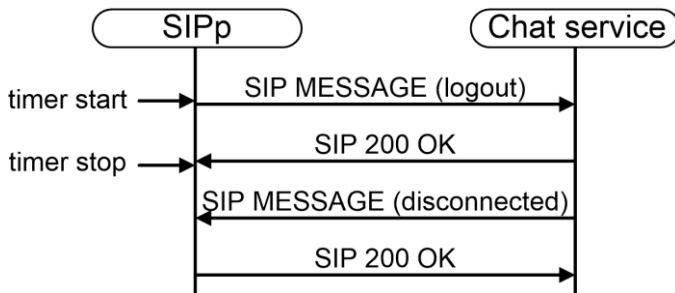 SIPp
Chat service
timer start
SIP MESSAGE (logout)
SIP 200 OK
timer stop
SIP MESSAGE (disconnected)
SIP 200 OK